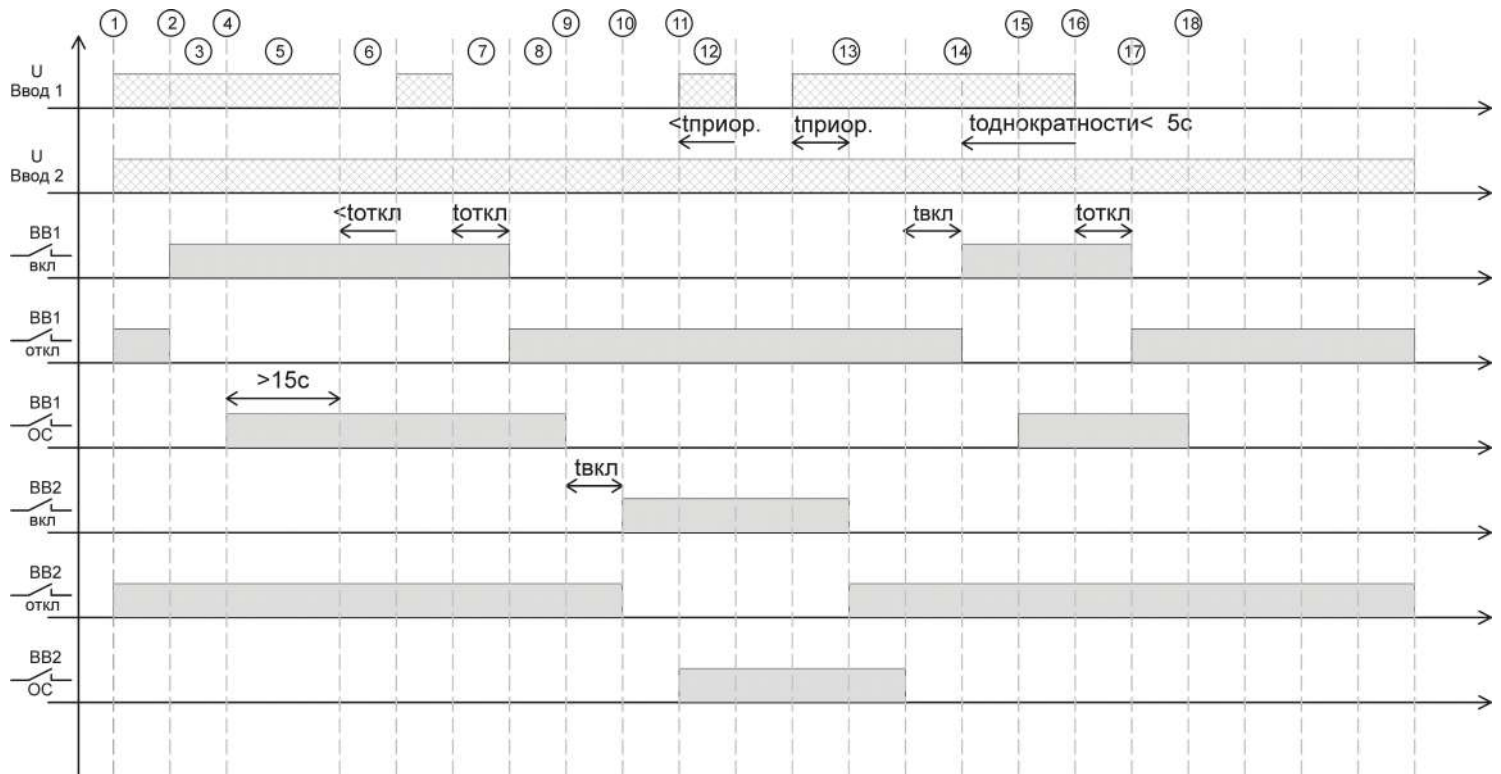 1 2 4 9 10 11 15 16 18
3 5 6 7 8 12 13 14 17
U
Ввод 1
<tприор. tприор. tоднократности< 5с
U
Ввод 2
<tоткл tоткл tвкл tоткл
ВВ1
вкл
ВВ1
откл
>15с
ВВ1
ОС
tвкл
ВВ2
вкл
ВВ2
откл
ВВ2
ОС